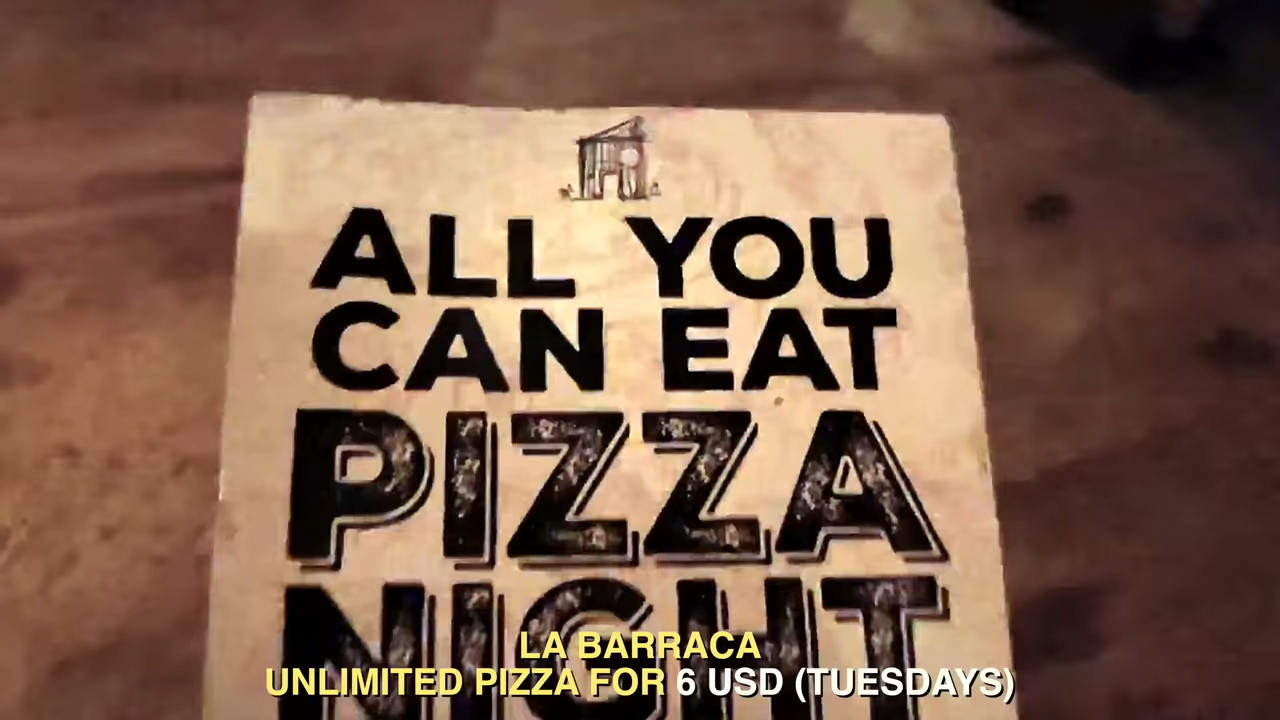 ALL YOU
CAN EAT
PIZZA
NIGHT
LA BARRACA
UNLIMITED PIZZA FOR 6 USD (TUESDAYS)